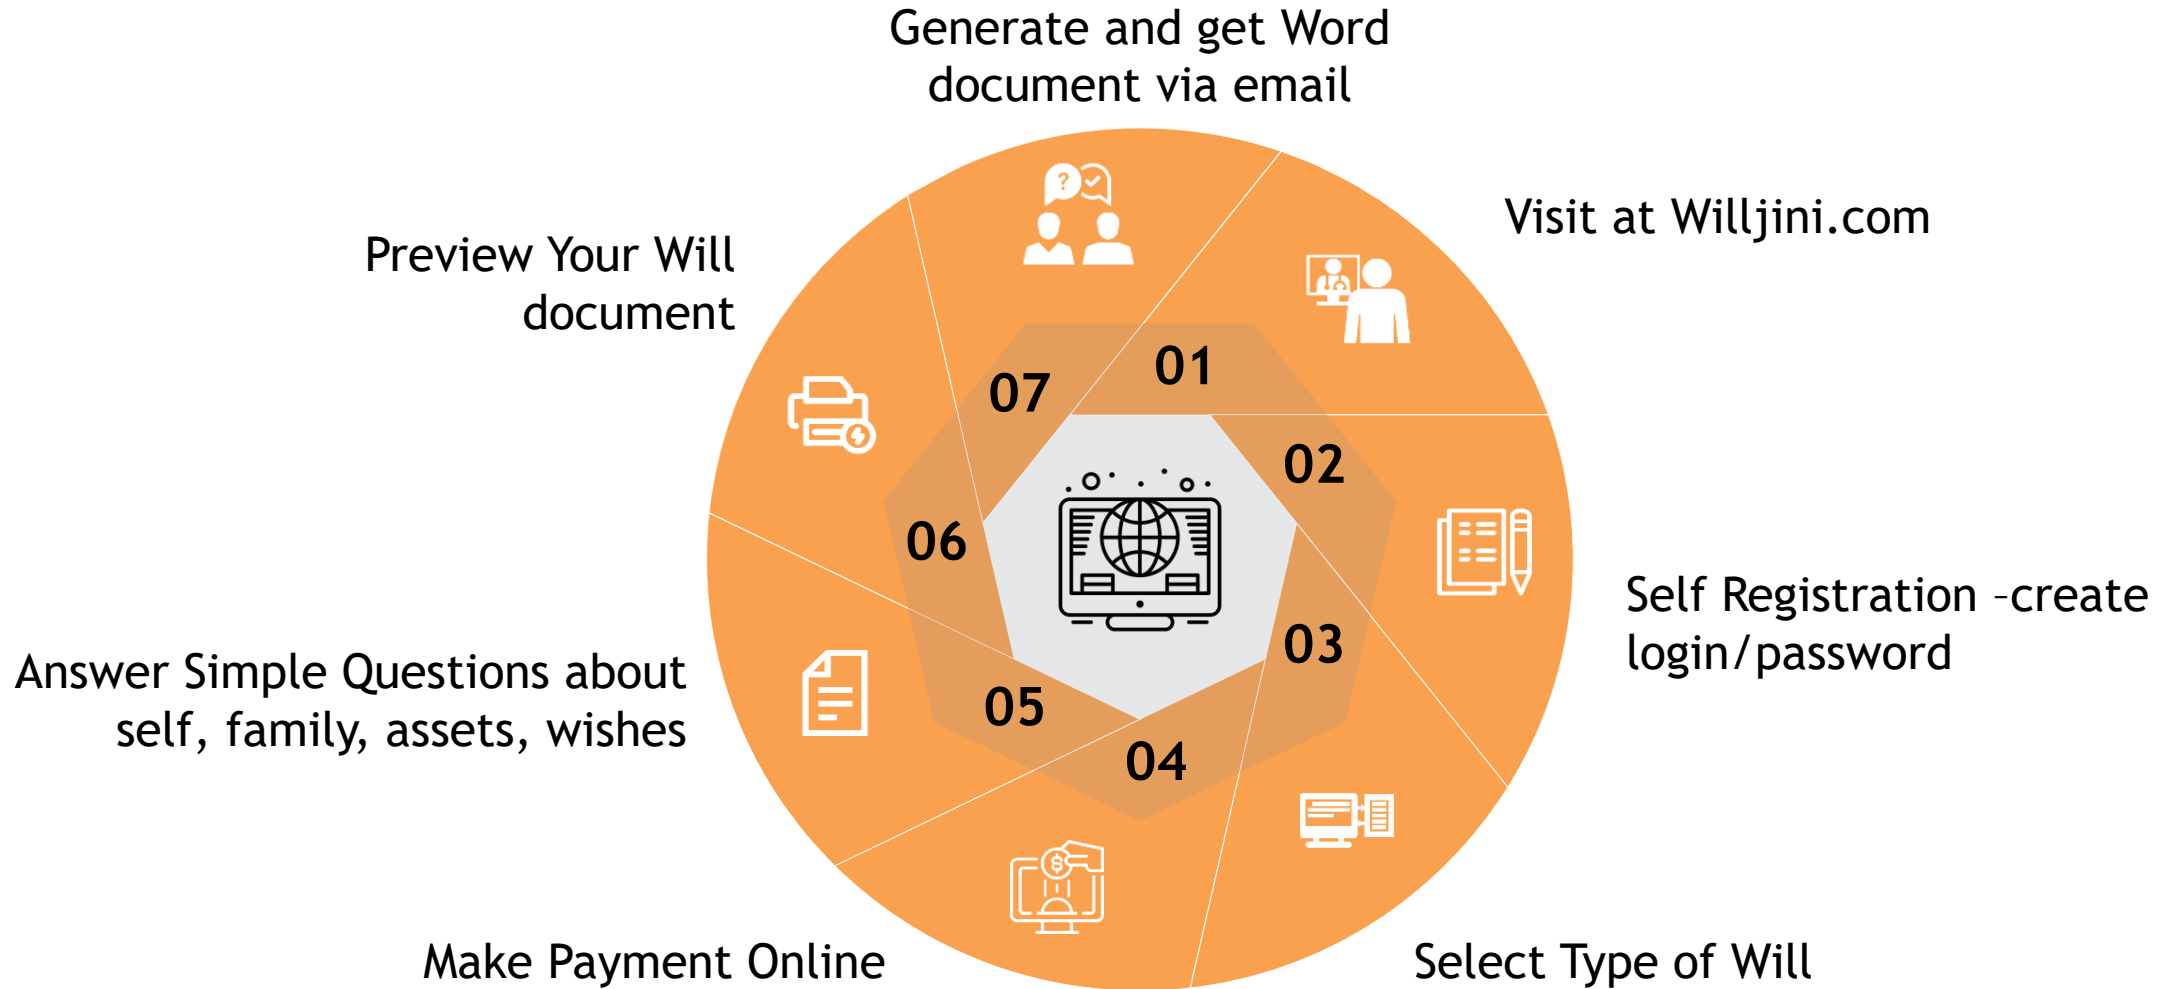 Generate and get Word
document via email
Visit at Willjini.com
Preview Your Will
document
01
07
02
06
Self Registration –create
login/password
03
Answer Simple Questions about
self, family, assets, wishes
05
04
Make Payment Online
Select Type of Will
?
$